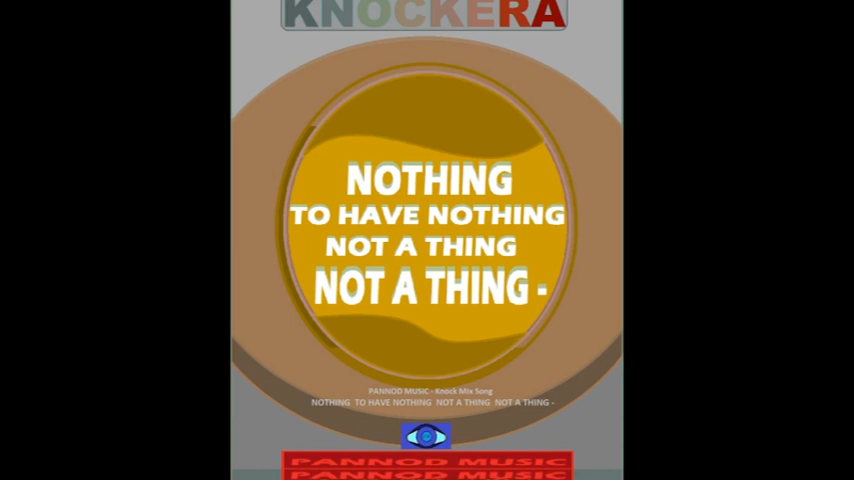 KNOCKERA
NOTHING
TO HAVE NOTHING
NOT A THING
NOT A THING -
PANNOD MUSIC - Knock Mix Song
NOTHING TO HAVE NOTHING NOT A THING NOT A THING -
PANNOD MUSIC
PANNOD MUSIC